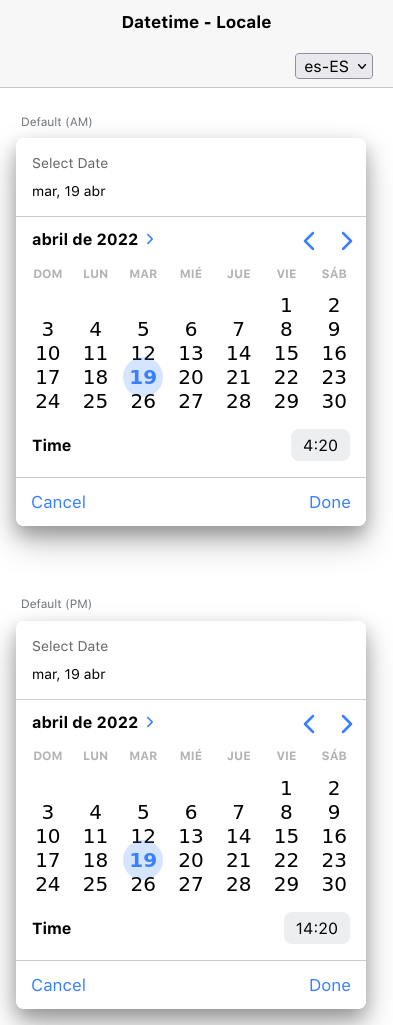 Datetime - Locale
es-ES
Default (AM)
Select Date
mar, 19 abr
abril de 2022
DOM LUN MAR MIÉ JUE VIE SÁB
1 2
3 4 5 6 7 8 9
10 11 12 13 14 15 16
17 18 19 20 21 22 23
24 25 26 27 28 29 30
Time 4:20
Cancel Done
Default (PM)
Select Date
mar, 19 abr
abril de 2022
DOM LUN MAR MIÉ JUE VIE SÁB
1 2
3 4 5 6 7 8 9
10 11 12 13 14 15 16
17 18 19 20 21 22 23
24 25 26 27 28 29 30
Time 14:20
Cancel Done